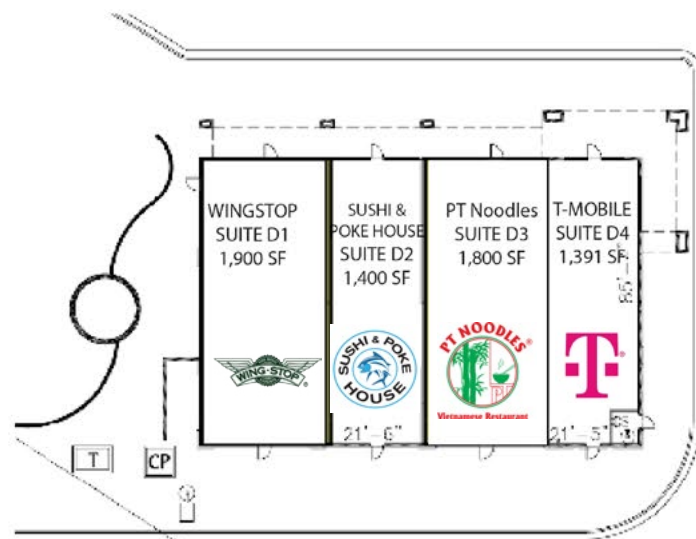 WINGSTOP
SUITE D1
1,900 SF
SUSHI &
POKE HOUSE
SUITE D2
1,400 SF
PT Noodles
SUITE D3
1,800 SF
T-MOBILE
SUITE D4
1,391 SF
WING·STOP
®
SUSHI & POKE
HOUSE
PT NOODLES®
Vietnamese Restaurant
T
®
21'-6"
21'-5"
T
CP